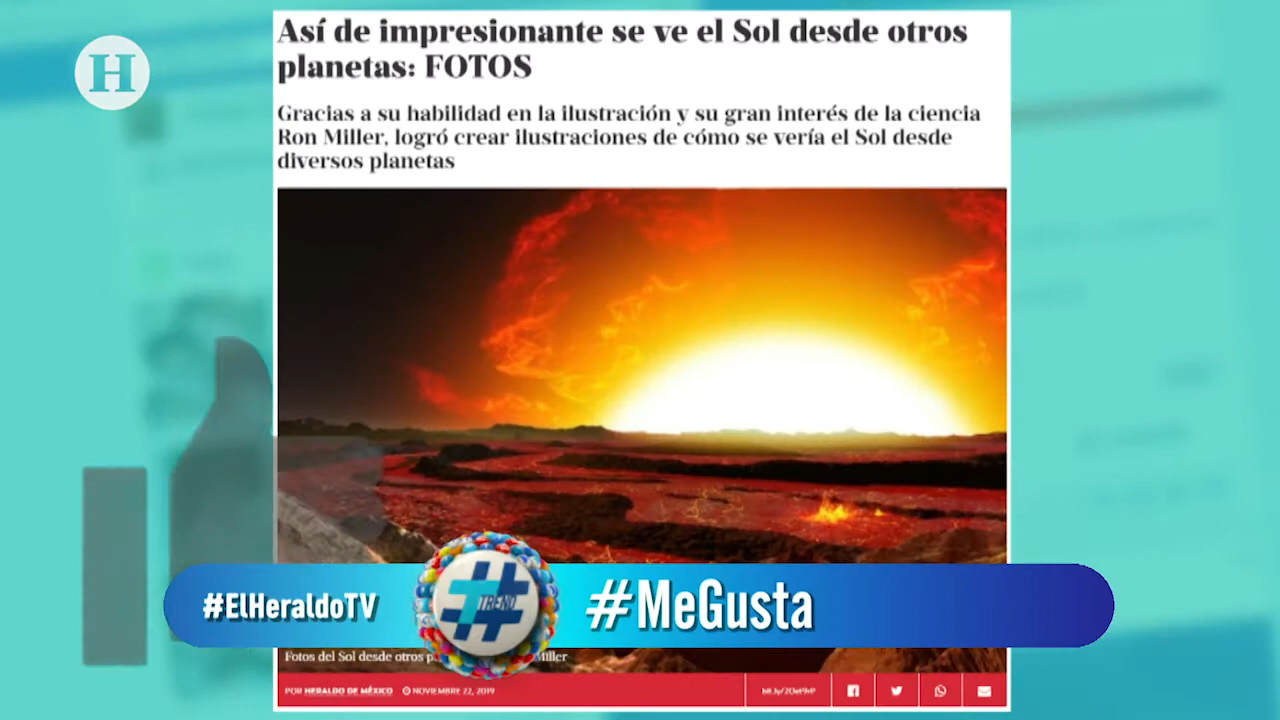 H
Así de impresionante se ve el Sol desde otros
planetas: FOTOS
Gracias a su habilidad en la ilustración y su gran interés de la ciencia
Ron Miller, logró crear ilustraciones de cómo se vería el Sol desde
diversos planetas
#ElHeraldoTV
#TREND
#MeGusta
Fotos del Sol desde otros Miller
POR HERALDO DE MÉXICO NOVIEMBRE 22, 2019